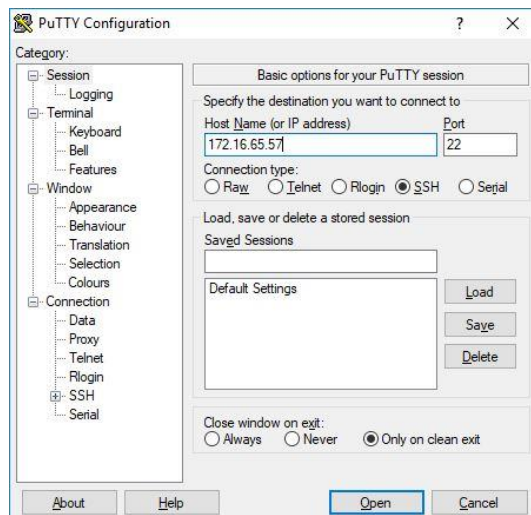 PuTTY Configuration ? ×
Category:
Session
Logging
Terminal
Keyboard
Bell
Features
Window
Appearance
Behaviour
Translation
Selection
Colours
Connection
Data
Proxy
Telnet
Rlogin
SSH
Serial
Basic options for your PuTTY session
Specify the destination you want to connect to
Host Name (or IP address) Port
172.16.65.57 22
Connection type:
Raw Telnet Rlogin SSH Serial
Load, save or delete a stored session
Saved Sessions
Default Settings
Load
Save
Delete
Close window on exit:
Always Never Only on clean exit
About Help Open Cancel